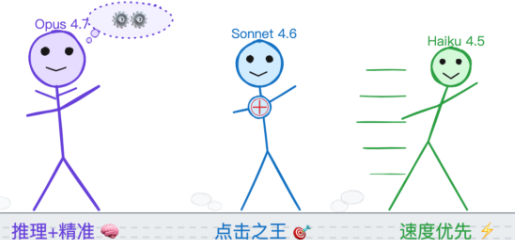 Opus 4.7
Sonnet 4.6
Haiku 4.5
推理+精准 🧠
点击之王 🎯
速度优先 ⚡